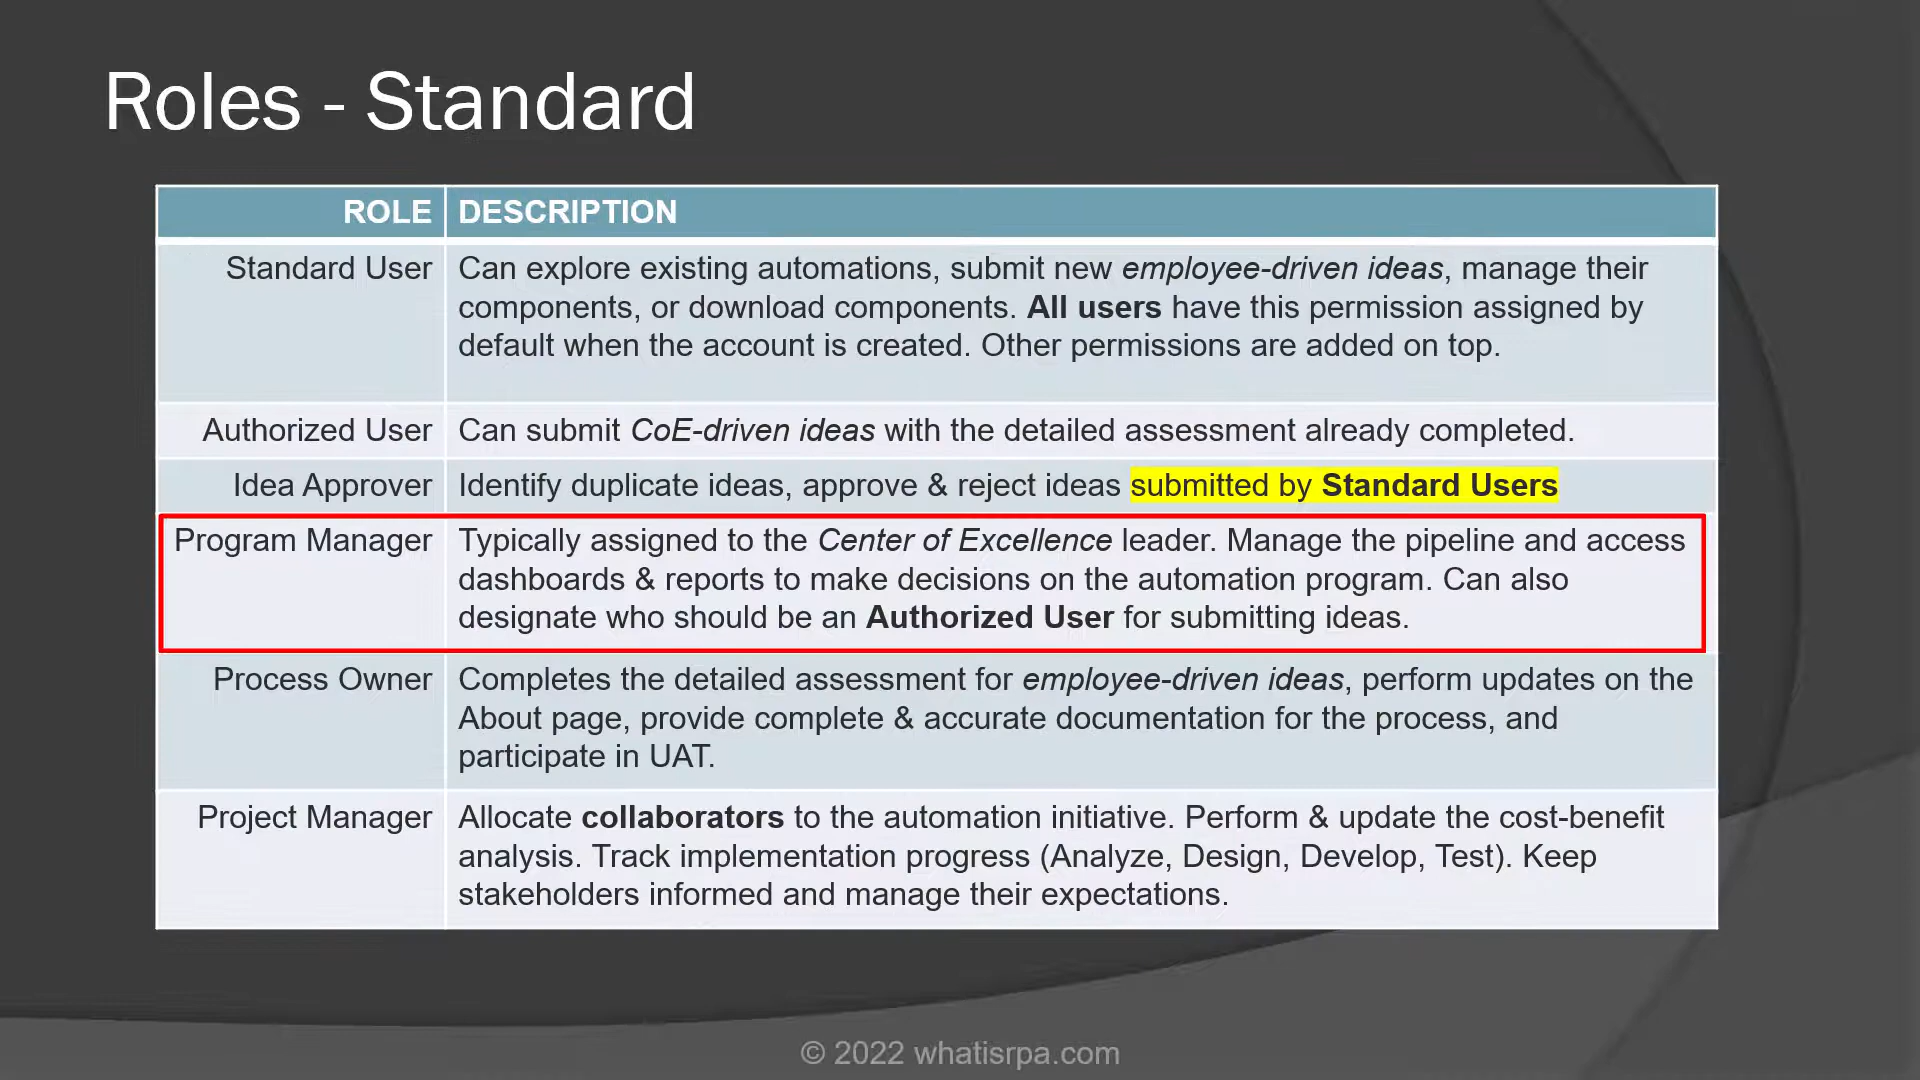 Roles - Standard
ROLE DESCRIPTION
Standard User Can explore existing automations, submit new employee-driven ideas, manage their
components, or download components. All users have this permission assigned by
default when the account is created. Other permissions are added on top.
Authorized User Can submit CoE-driven ideas with the detailed assessment already completed.
Idea Approver Identify duplicate ideas, approve & reject ideas submitted by Standard Users
Program Manager Typically assigned to the Center of Excellence leader. Manage the pipeline and access
dashboards & reports to make decisions on the automation program. Can also
designate who should be an Authorized User for submitting ideas.
Process Owner Completes the detailed assessment for employee-driven ideas, perform updates on the
About page, provide complete & accurate documentation for the process, and
participate in UAT.
Project Manager Allocate collaborators to the automation initiative. Perform & update the cost-benefit
analysis. Track implementation progress (Analyze, Design, Develop, Test). Keep
stakeholders informed and manage their expectations.
© 2022 whatisrpa.com